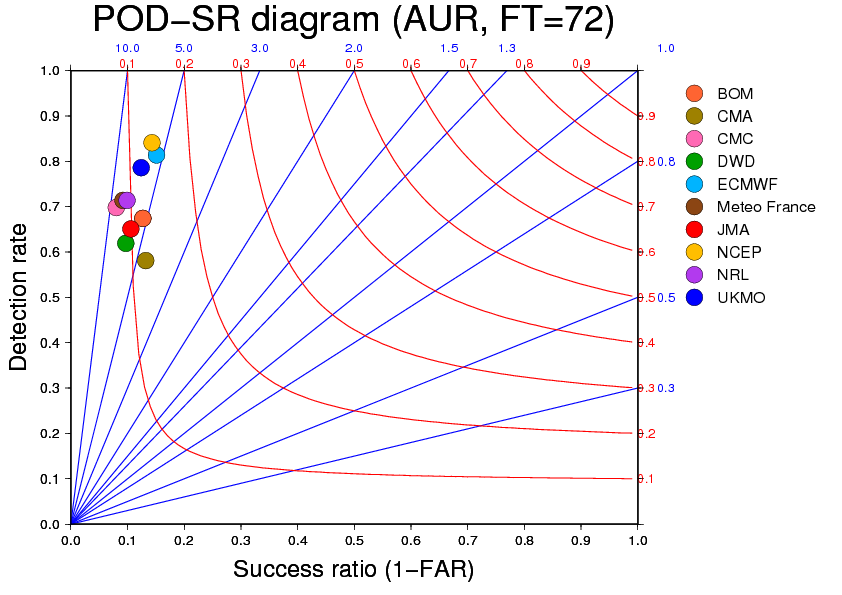 POD−SR diagram (AUR, FT=72)
10.0 5.0 3.0 2.0 1.5 1.3 1.0
0.1 0.2 0.3 0.4 0.5 0.6 0.7 0.8 0.9
1.0
0.9
0.8
0.7
0.6
0.5
0.4
0.3
0.2
0.1
0.0
Detection rate
0.0 0.1 0.2 0.3 0.4 0.5 0.6 0.7 0.8 0.9 1.0
Success ratio (1−FAR)
0.9
0.8 0.8
0.7
0.6
0.5 0.5
0.4
0.3 0.3
0.2
0.1
BOM
CMA
CMC
DWD
ECMWF
Meteo France
JMA
NCEP
NRL
UKMO